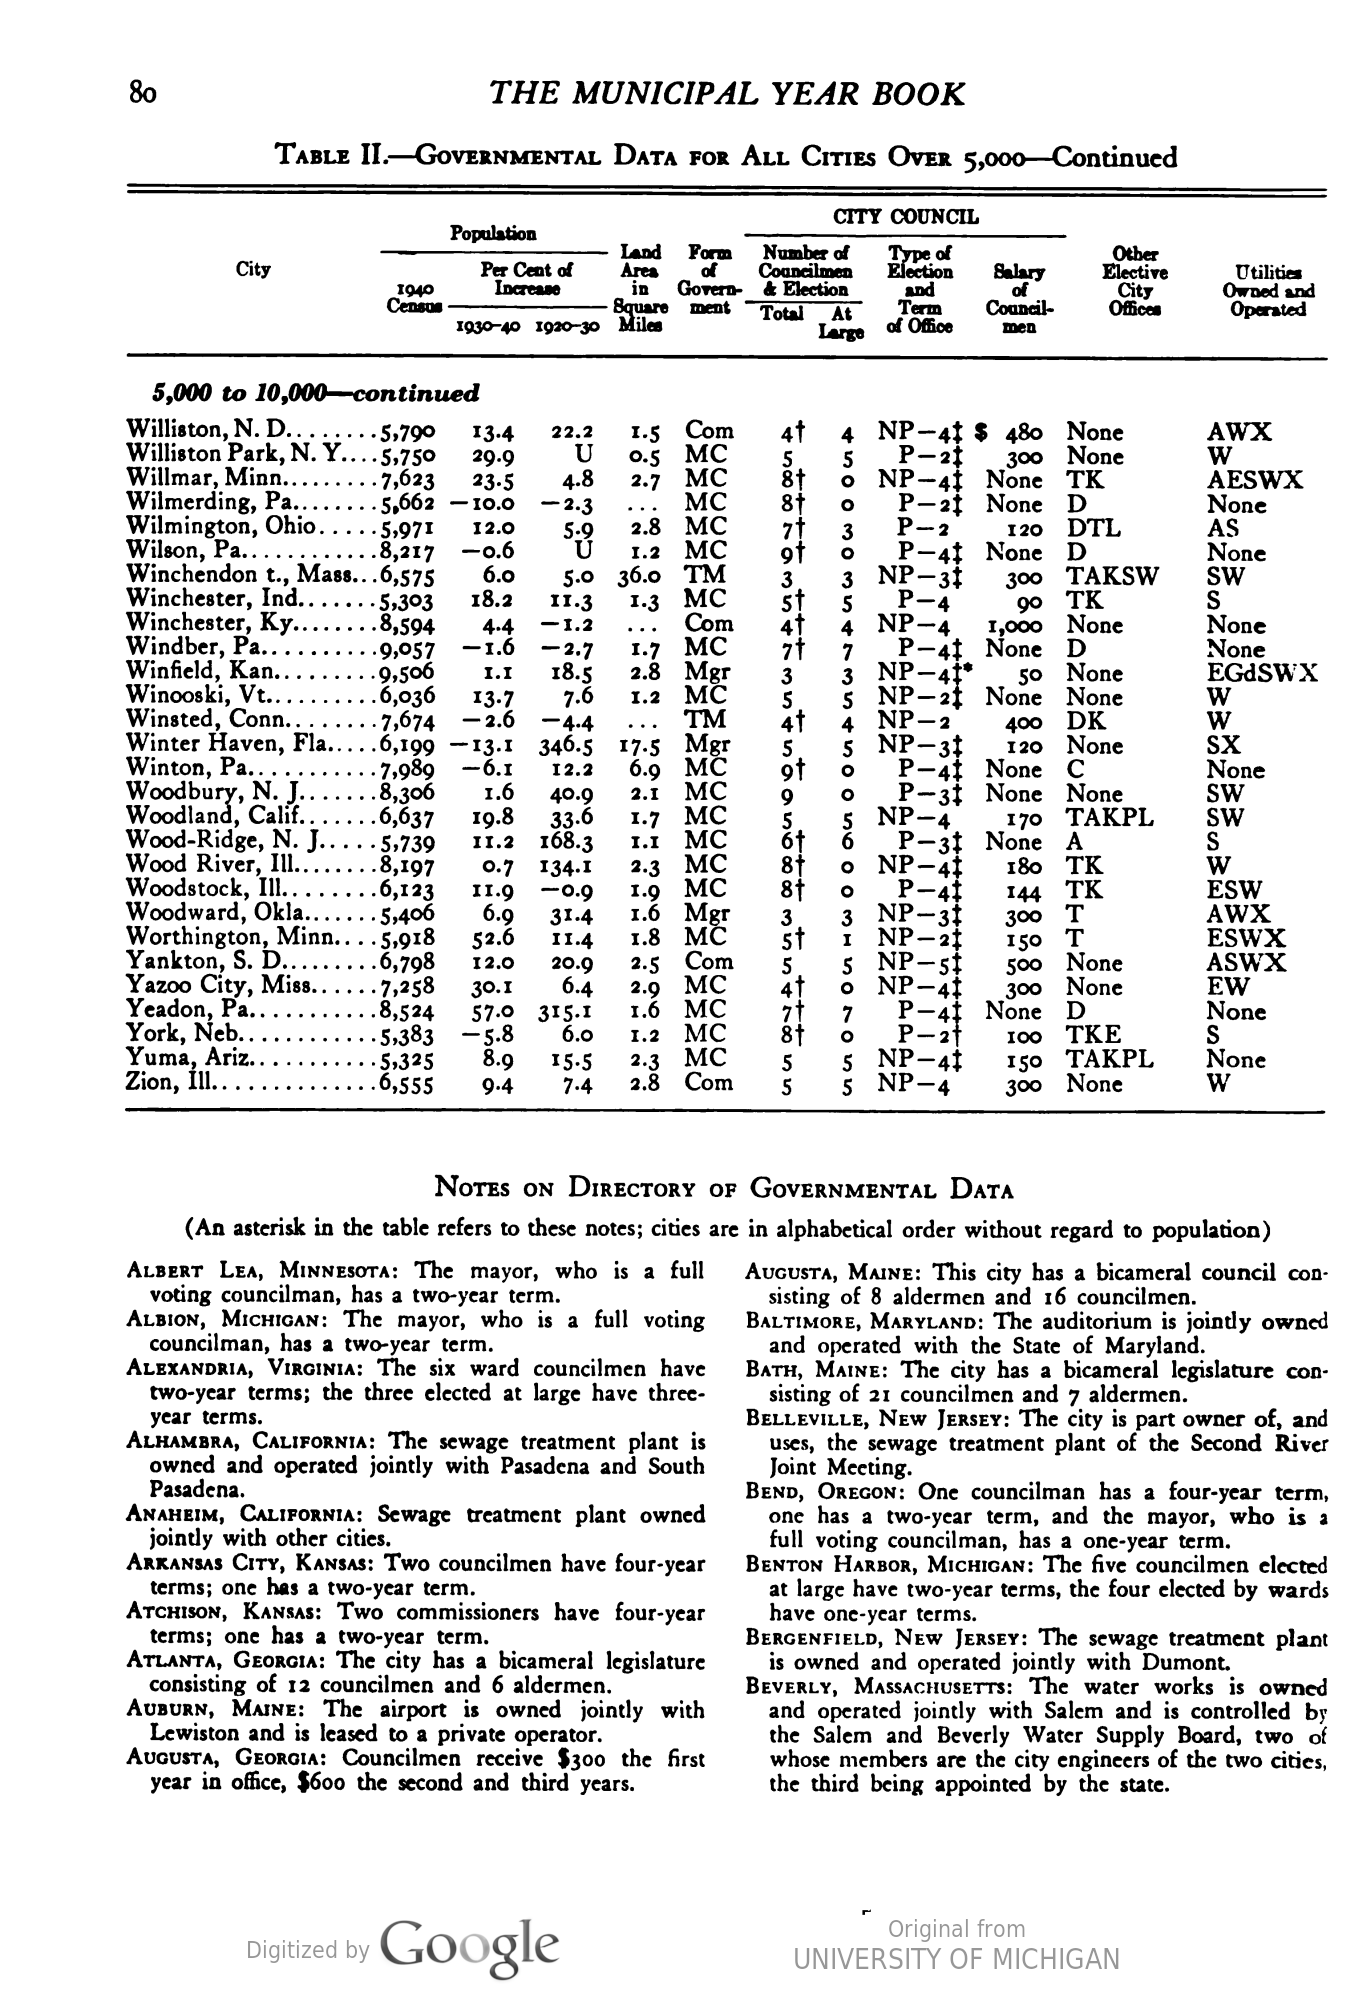 80
THE MUNICIPAL YEAR BOOK
TABLE II.—GOVERNMENTAL DATA FOR ALL CITIES OVER 5,000—Continued
CITY COUNCIL
Population
City
1940 Census
Per Cent of Increase
1930-40 1920-30
Land Area in Square Miles
Form of Government
Number of Councilmen & Election
Total At Large
Type of Election and Term of Office
Salary of Councilmen
Other Elective City Offices
Utilities Owned and Operated
5,000 to 10,000—continued
Williston, N. D........5,790 13.4 22.2 1.5 Com 4† 4 NP—4‡ $ 480 None AWX
Williston Park, N. Y....5,750 29.9 U 0.5 MC 5 5 P—2‡ 300 None W
Willmar, Minn.........7,623 23.5 4.8 2.7 MC 8† 0 NP—4‡ None TK AESWX
Wilmerding, Pa........5,662 —10.0 —2.3 ... MC 8† 0 P—2‡ None D None
Wilmington, Ohio.....5,971 12.0 5.9 2.8 MC 7† 3 P—2 120 DTL AS
Wilson, Pa............8,217 —0.6 U 1.2 MC 9† 0 P—4‡ None D None
Winchendon t., Mass...6,575 6.0 5.0 36.0 TM 3 3 NP—3‡ 300 TAKSW SW
Winchester, Ind.......5,303 18.2 11.3 1.3 MC 5† 5 P—4 90 TK S
Winchester, Ky........8,594 4.4 —1.2 ... Com 4† 4 NP—4 1,000 None None
Windber, Pa..........9,057 —1.6 —2.7 1.7 MC 7† 7 P—4‡ None D None
Winfield, Kan.........9,506 1.1 18.5 2.8 Mgr 3 3 NP—4‡* 50 None EGdSWX
Winooski, Vt..........6,036 13.7 7.6 1.2 MC 5 5 NP—2‡ None None W
Winsted, Conn.........7,674 —2.6 —4.4 ... TM 4† 4 NP—2 400 DK W
Winter Haven, Fla.....6,199 —13.1 346.5 17.5 Mgr 5 5 NP—3‡ 120 None SX
Winton, Pa...........7,989 —6.1 12.2 6.9 MC 9† 0 P—4‡ None C None
Woodbury, N. J.......8,306 1.6 40.9 2.1 MC 9 0 P—3‡ None None SW
Woodland, Calif.......6,637 19.8 33.6 1.7 MC 5 5 NP—4 170 TAKPL SW
Wood-Ridge, N. J.....5,739 11.2 168.3 1.1 MC 6† 6 P—3‡ None A S
Wood River, Ill........8,197 0.7 134.1 2.3 MC 8† 0 NP—4‡ 180 TK W
Woodstock, Ill.........6,123 11.9 —0.9 1.9 MC 8† 0 P—4‡ 144 TK ESW
Woodward, Okla.......5,406 6.9 31.4 1.6 Mgr 3 3 NP—3‡ 300 T AWX
Worthington, Minn....5,918 52.6 11.4 1.8 MC 5† 1 NP—2‡ 150 T ESWX
Yankton, S. D.........6,798 12.0 20.9 2.5 Com 5 5 NP—5‡ 500 None ASWX
Yazoo City, Miss......7,258 30.1 6.4 2.9 MC 4† 0 NP—4‡ 300 None EW
Yeadon, Pa...........8,524 57.0 315.1 1.6 MC 7† 7 P—4‡ None D None
York, Neb............5,383 —5.8 6.0 1.2 MC 8† 0 P—2† 100 TKE S
Yuma, Ariz...........5,325 8.9 15.5 2.3 MC 5 5 NP—4‡ 150 TAKPL None
Zion, Ill..............6,555 9.4 7.4 2.8 Com 5 5 NP—4 300 None W
NOTES ON DIRECTORY OF GOVERNMENTAL DATA
(An asterisk in the table refers to these notes; cities are in alphabetical order without regard to population)
ALBERT LEA, MINNESOTA: The mayor, who is a full
voting councilman, has a two-year term.
ALBION, MICHIGAN: The mayor, who is a full voting
councilman, has a two-year term.
ALEXANDRIA, VIRGINIA: The six ward councilmen have
two-year terms; the three elected at large have three-
year terms.
ALHAMBRA, CALIFORNIA: The sewage treatment plant is
owned and operated jointly with Pasadena and South
Pasadena.
ANAHEIM, CALIFORNIA: Sewage treatment plant owned
jointly with other cities.
ARKANSAS CITY, KANSAS: Two councilmen have four-year
terms; one has a two-year term.
ATCHISON, KANSAS: Two commissioners have four-year
terms; one has a two-year term.
ATLANTA, GEORGIA: The city has a bicameral legislature
consisting of 12 councilmen and 6 aldermen.
AUBURN, MAINE: The airport is owned jointly with
Lewiston and is leased to a private operator.
AUGUSTA, GEORGIA: Councilmen receive $300 the first
year in office, $600 the second and third years.
AUGUSTA, MAINE: This city has a bicameral council con-
sisting of 8 aldermen and 16 councilmen.
BALTIMORE, MARYLAND: The auditorium is jointly owned
and operated with the State of Maryland.
BATH, MAINE: The city has a bicameral legislature con-
sisting of 21 councilmen and 7 aldermen.
BELLEVILLE, NEW JERSEY: The city is part owner of, and
uses, the sewage treatment plant of the Second River
Joint Meeting.
BEND, OREGON: One councilman has a four-year term,
one has a two-year term, and the mayor, who is a
full voting councilman, has a one-year term.
BENTON HARBOR, MICHIGAN: The five councilmen elected
at large have two-year terms, the four elected by wards
have one-year terms.
BERGENFIELD, NEW JERSEY: The sewage treatment plant
is owned and operated jointly with Dumont.
BEVERLY, MASSACHUSETTS: The water works is owned
and operated jointly with Salem and is controlled by
the Salem and Beverly Water Supply Board, two of
whose members are the city engineers of the two cities,
the third being appointed by the state.
Digitized by Google
Original from
UNIVERSITY OF MICHIGAN